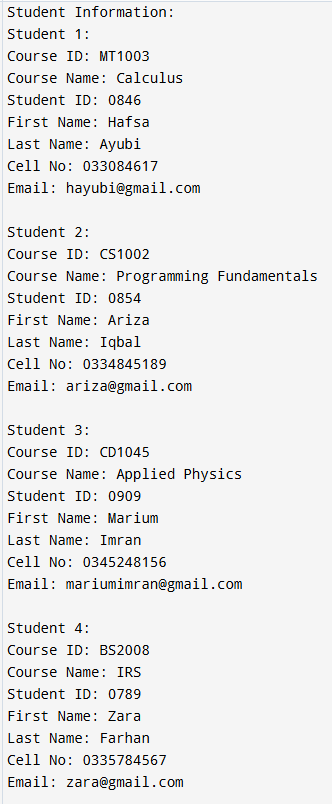 Student Information:
Student 1:
Course ID: MT1003
Course Name: Calculus
Student ID: 0846
First Name: Hafsa
Last Name: Ayubi
Cell No: 033084617
Email: hayubi@gmail.com
Student 2:
Course ID: CS1002
Course Name: Programming Fundamentals
Student ID: 0854
First Name: Ariza
Last Name: Iqbal
Cell No: 0334845189
Email: ariza@gmail.com
Student 3:
Course ID: CD1045
Course Name: Applied Physics
Student ID: 0909
First Name: Marium
Last Name: Imran
Cell No: 0345248156
Email: mariumimran@gmail.com
Student 4:
Course ID: BS2008
Course Name: IRS
Student ID: 0789
First Name: Zara
Last Name: Farhan
Cell No: 0335784567
Email: zara@gmail.com